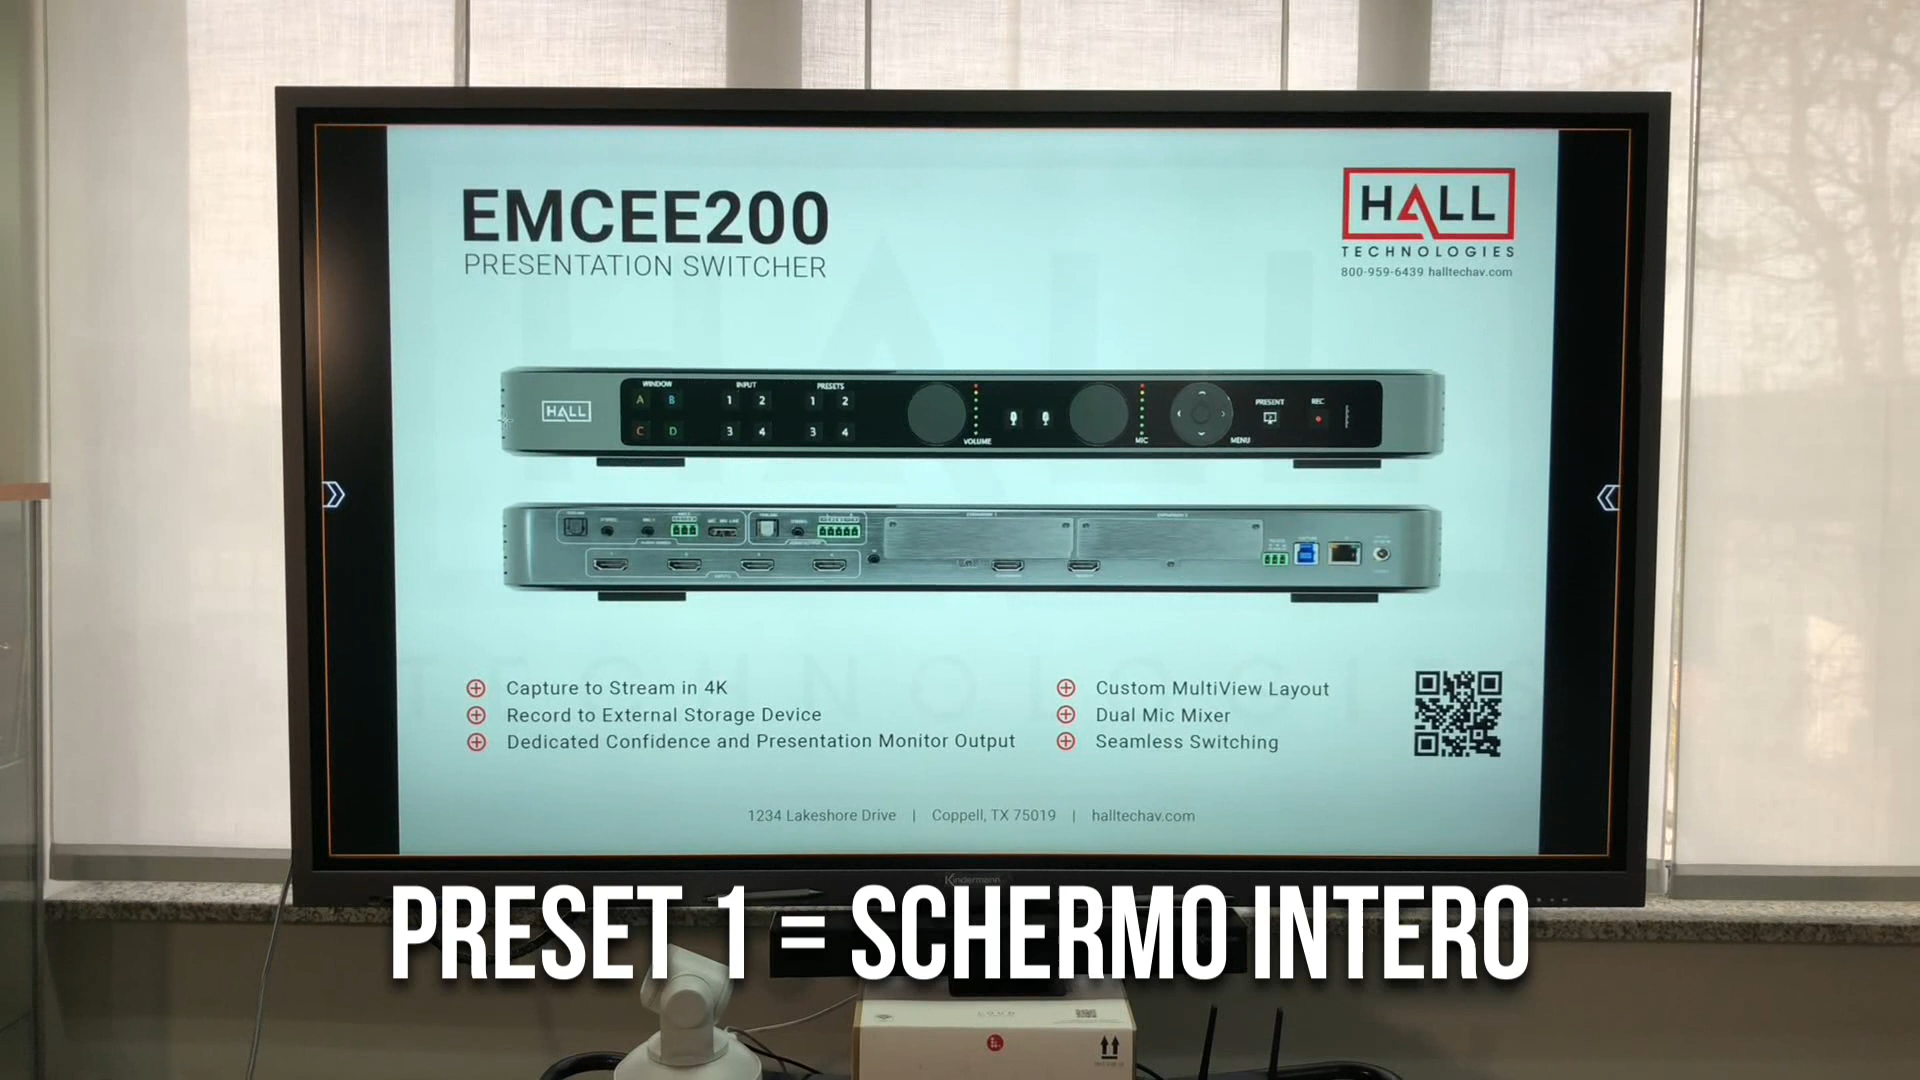 EMCEE200
PRESENTATION SWITCHER
HALL
TECHNOLOGIES
800-959-6439 halltechav.com
HALL
WINDOW
A B
C D
INPUT
1 2
3 4
PRESETS
1 2
3 4
VOLUME
MIC
MENU
PRESENT
REC
Capture to Stream in 4K
Record to External Storage Device
Dedicated Confidence and Presentation Monitor Output
Custom MultiView Layout
Dual Mic Mixer
Seamless Switching
1234 Lakeshore Drive | Coppell, TX 75019 | halltechav.com
Kindermann
PRESET 1 = SCHERMO INTERO